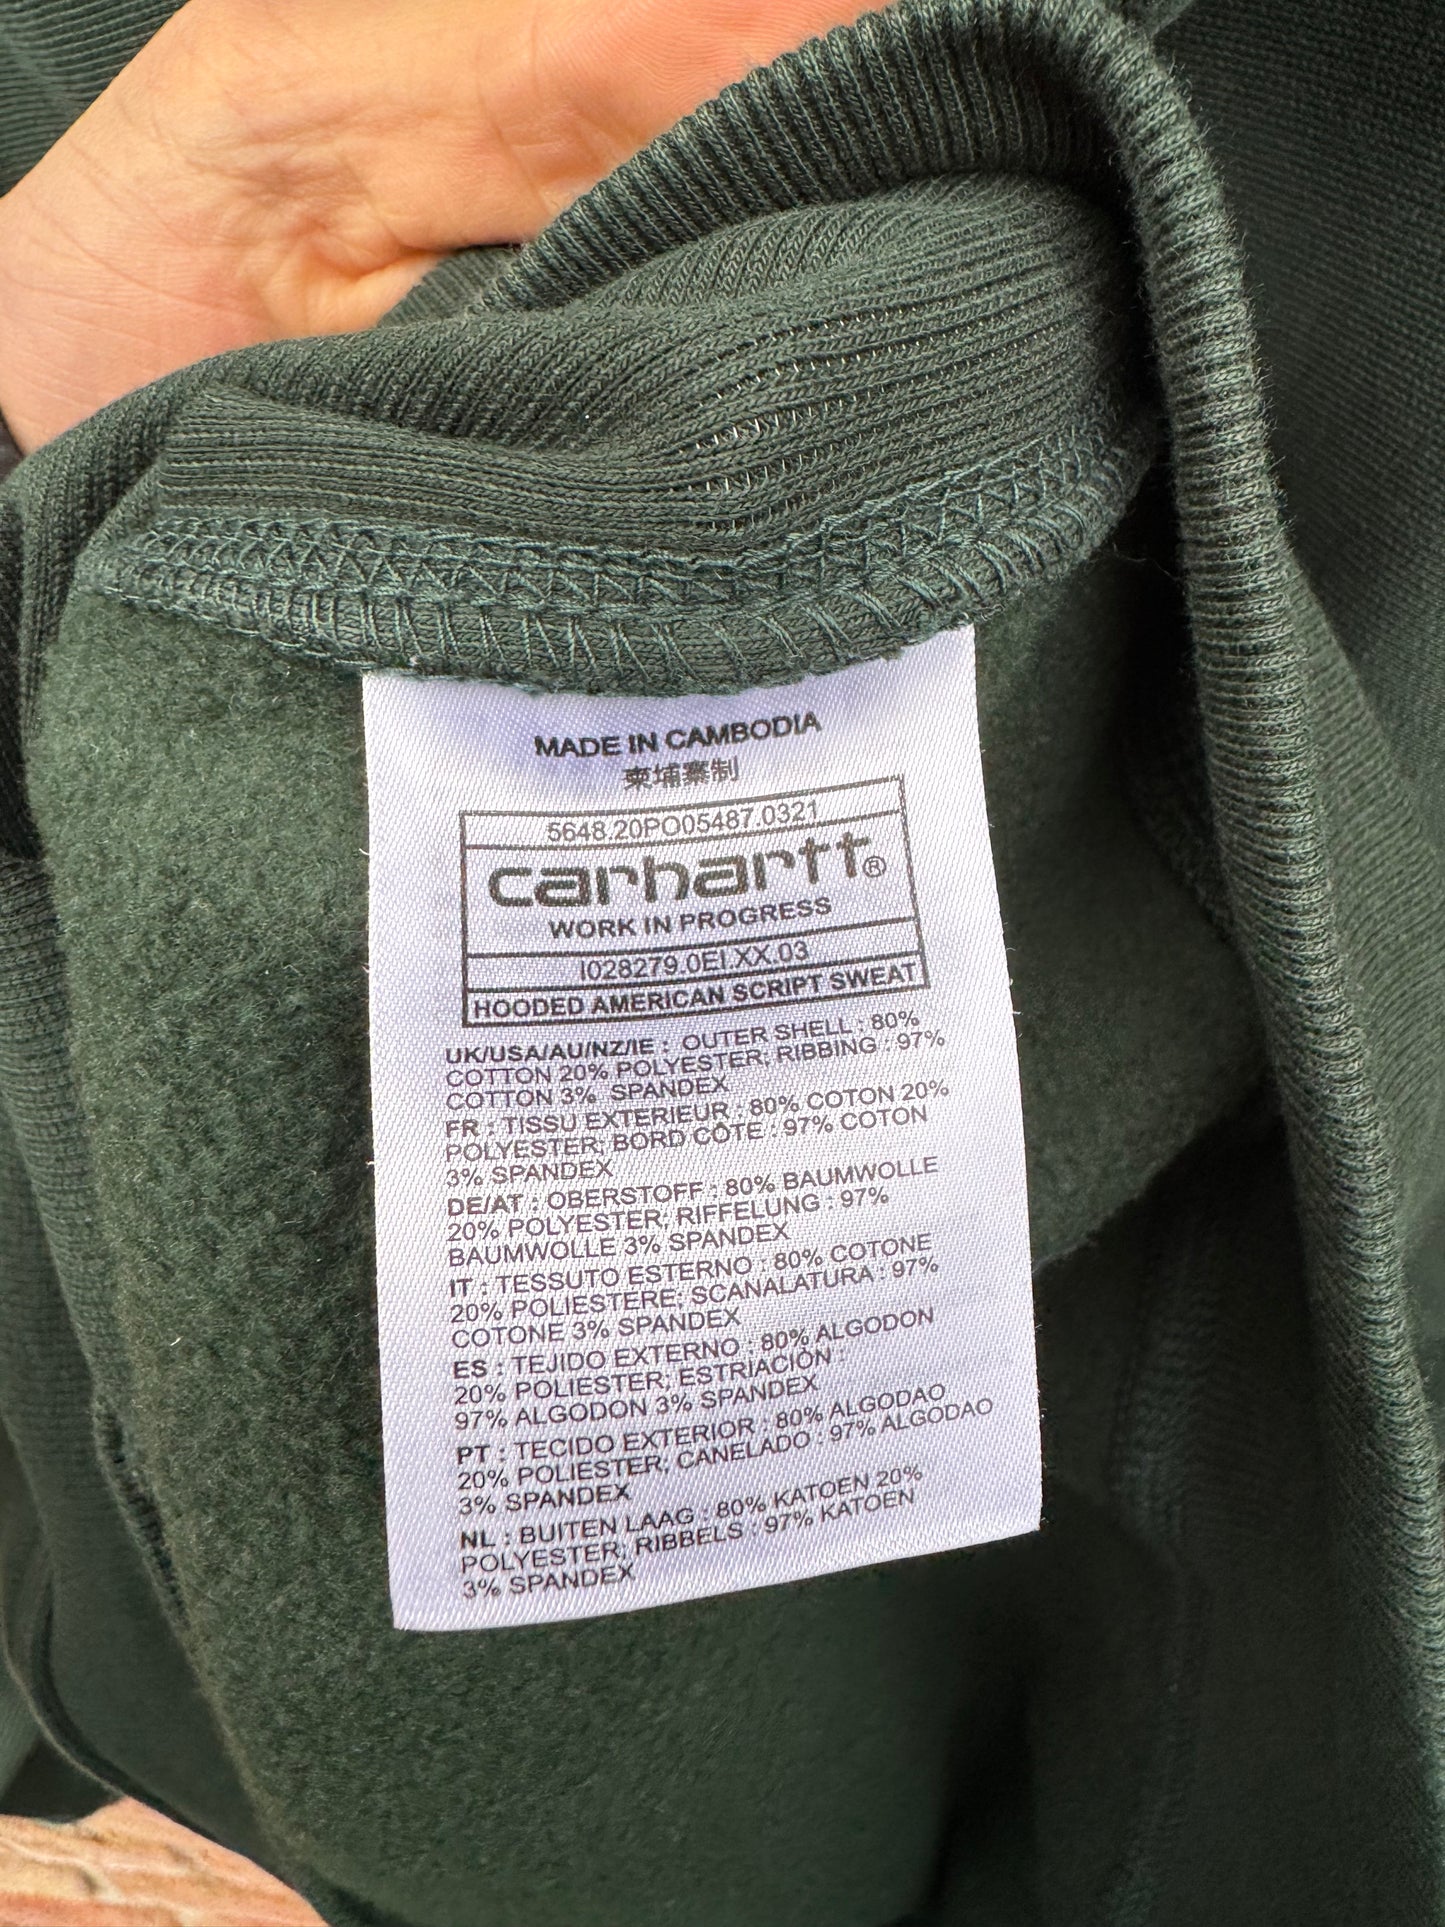 MADE IN CAMBODIA
柬埔寨制
5648.20PO05487.0321
carhartt®
WORK IN PROGRESS
I028279.0EI.XX.03
HOODED AMERICAN SCRIPT SWEAT
UK/USA/AU/NZ/IE : OUTER SHELL : 80%
COTTON 20% POLYESTER; RIBBING : 97%
COTTON 3% SPANDEX
FR : TISSU EXTERIEUR : 80% COTON 20%
POLYESTER; BORD CÔTE : 97% COTON
3% SPANDEX
DE/AT : OBERSTOFF : 80% BAUMWOLLE
20% POLYESTER; RIFFELUNG : 97%
BAUMWOLLE 3% SPANDEX
IT : TESSUTO ESTERNO : 80% COTONE
20% POLIESTERE; SCANALATURA : 97%
COTONE 3% SPANDEX
ES : TEJIDO EXTERNO : 80% ALGODON
20% POLIESTER; ESTRIACIÒN :
97% ALGODON 3% SPANDEX
PT : TECIDO EXTERIOR : 80% ALGODAO
20% POLIESTER; CANELADO : 97% ALGODAO
3% SPANDEX
NL : BUITEN LAAG : 80% KATOEN 20%
POLYESTER; RIBBELS : 97% KATOEN
3% SPANDEX